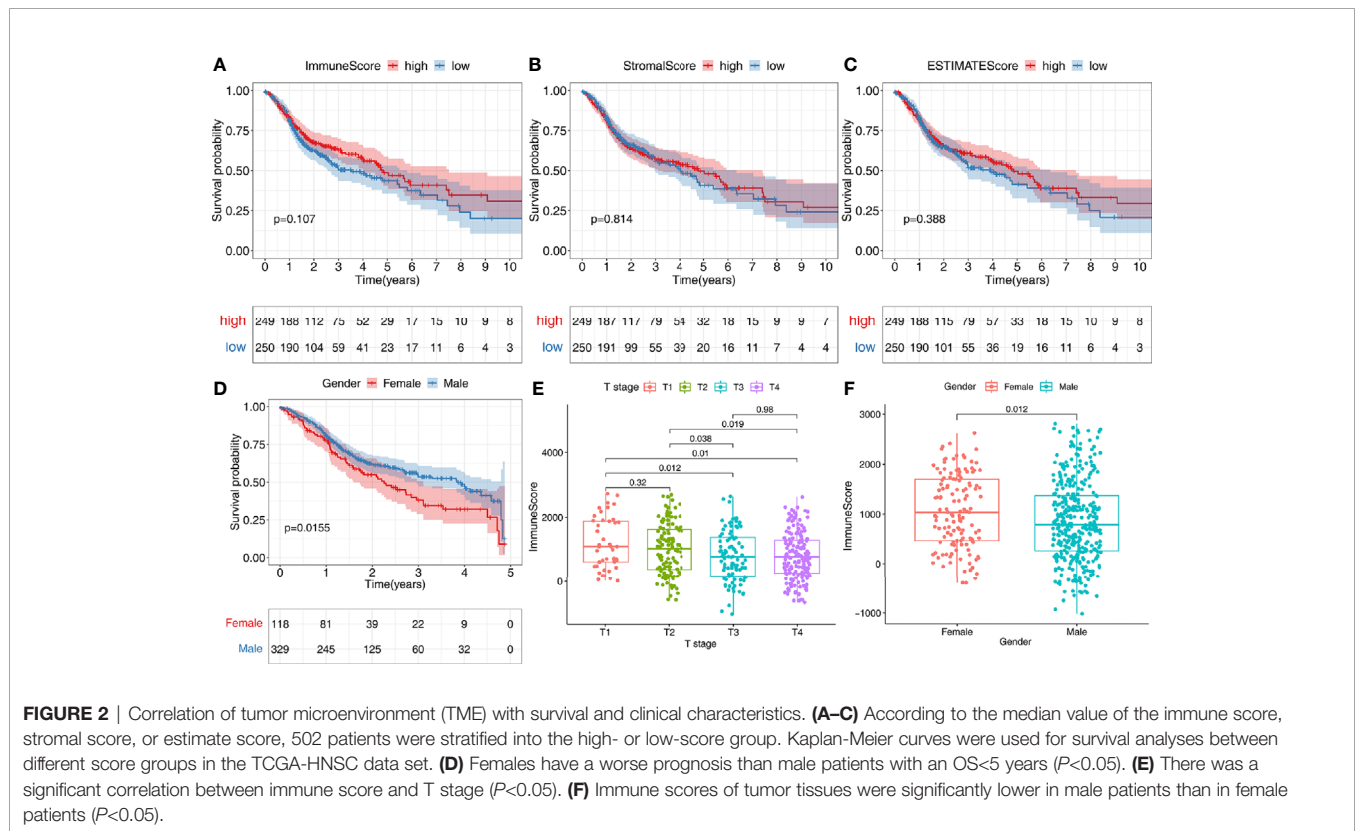 A
ImmuneScore high low
Survival probability
1.00
0.75
0.50
0.25
0.00
p=0.107
0 1 2 3 4 5 6 7 8 9 10
Time(years)
high 249 188 112 75 52 29 17 15 10 9 8
low 250 190 104 59 41 23 17 11 6 4 3
B
StromalScore high low
Survival probability
1.00
0.75
0.50
0.25
0.00
p=0.814
0 1 2 3 4 5 6 7 8 9 10
Time(years)
high 249 187 117 79 54 32 18 15 9 9 7
low 250 191 99 55 39 20 16 11 7 4 4
C
ESTIMATEScore high low
Survival probability
1.00
0.75
0.50
0.25
0.00
p=0.388
0 1 2 3 4 5 6 7 8 9 10
Time(years)
high 249 188 115 79 57 33 18 15 10 9 8
low 250 190 101 55 36 19 16 11 6 4 3
D
Gender Female Male
Survival probability
1.00
0.75
0.50
0.25
0.00
p=0.0155
0 1 2 3 4 5
Time(years)
Female 118 81 39 22 9 0
Male 329 245 125 60 32 0
E
T stage T1 T2 T3 T4
ImmuneScore
4000
2000
0
0.98
0.019
0.038
0.01
0.012
0.32
T1 T2 T3 T4
T stage
F
Gender Female Male
ImmuneScore
3000
2000
1000
0
−1000
0.012
Female Male
Gender
FIGURE 2 | Correlation of tumor microenvironment (TME) with survival and clinical characteristics. (A–C) According to the median value of the immune score,
stromal score, or estimate score, 502 patients were stratified into the high- or low-score group. Kaplan-Meier curves were used for survival analyses between
different score groups in the TCGA-HNSC data set. (D) Females have a worse prognosis than male patients with an OS<5 years (P<0.05). (E) There was a
significant correlation between immune score and T stage (P<0.05). (F) Immune scores of tumor tissues were significantly lower in male patients than in female
patients (P<0.05).